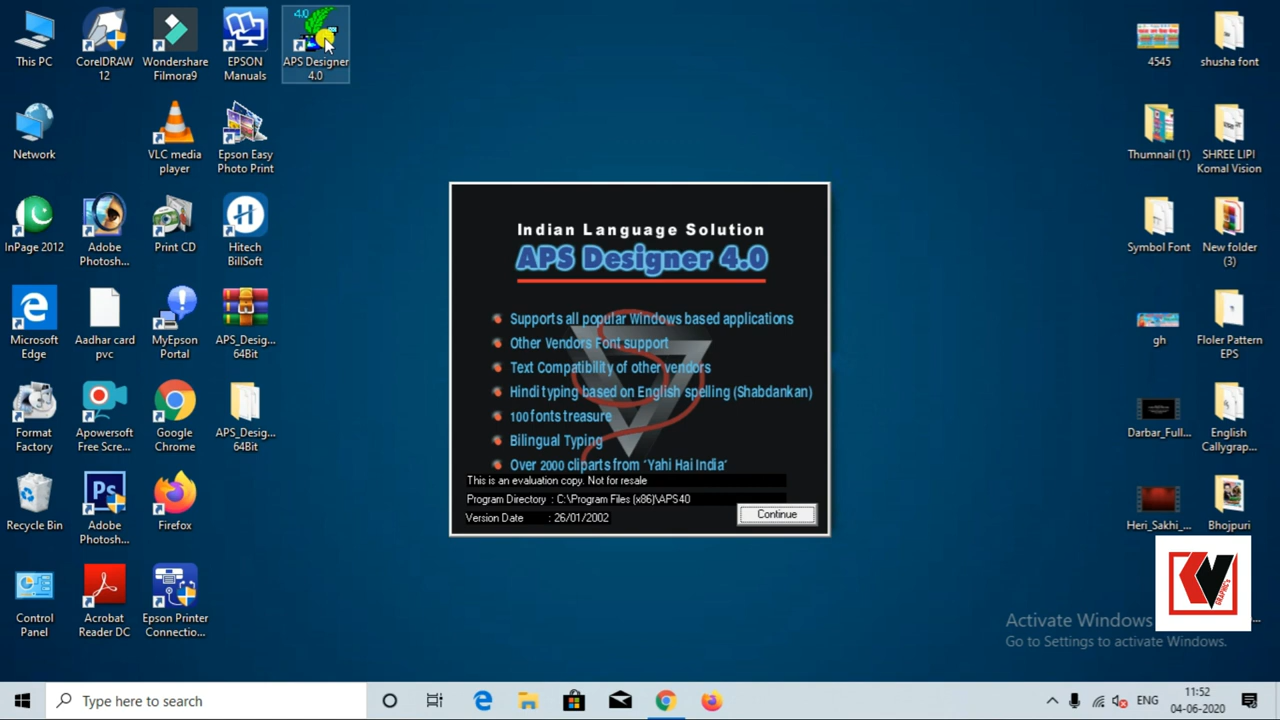 This PC
CorelDRAW
12
Wondershare
Filmora9
EPSON
Manuals
4.0
APS Designer
4.0
4545
shusha font
Network
VLC media
player
Epson Easy
Photo Print
Thumnail (1)
SHREE LIPI
Komal Vision
InPage 2012
Adobe
Photosh...
Print CD
Hitech
BillSoft
Symbol Font
New folder
(3)
Microsoft
Edge
Aadhar card
pvc
MyEpson
Portal
APS_Desig...
64Bit
gh
Floler Pattern
EPS
Format
Factory
Apowersoft
Free Scre...
Google
Chrome
APS_Desig...
64Bit
Darbar_Full...
English
Callygrap...
Recycle Bin
Adobe
Photosh...
Firefox
Heri_Sakhi_...
Bhojpuri
Control
Panel
Acrobat
Reader DC
Epson Printer
Connectio...
Indian Language Solution
APS Designer 4.0
Supports all popular Windows based applications
Other Vendors Font support
Text Compatibility of other vendors
Hindi typing based on English spelling (Shabdankan)
100 fonts treasure
Bilingual Typing
Over 2000 cliparts from 'Yahi Hai India'
This is an evaluation copy. Not for resale
Program Directory : C:\Program Files (x86)\APS40
Version Date : 26/01/2002
Continue
KV
GRAPHIC's
Activate Windows
Go to Settings to activate Windows.
Type here to search
ENG
11:52
04-06-2020